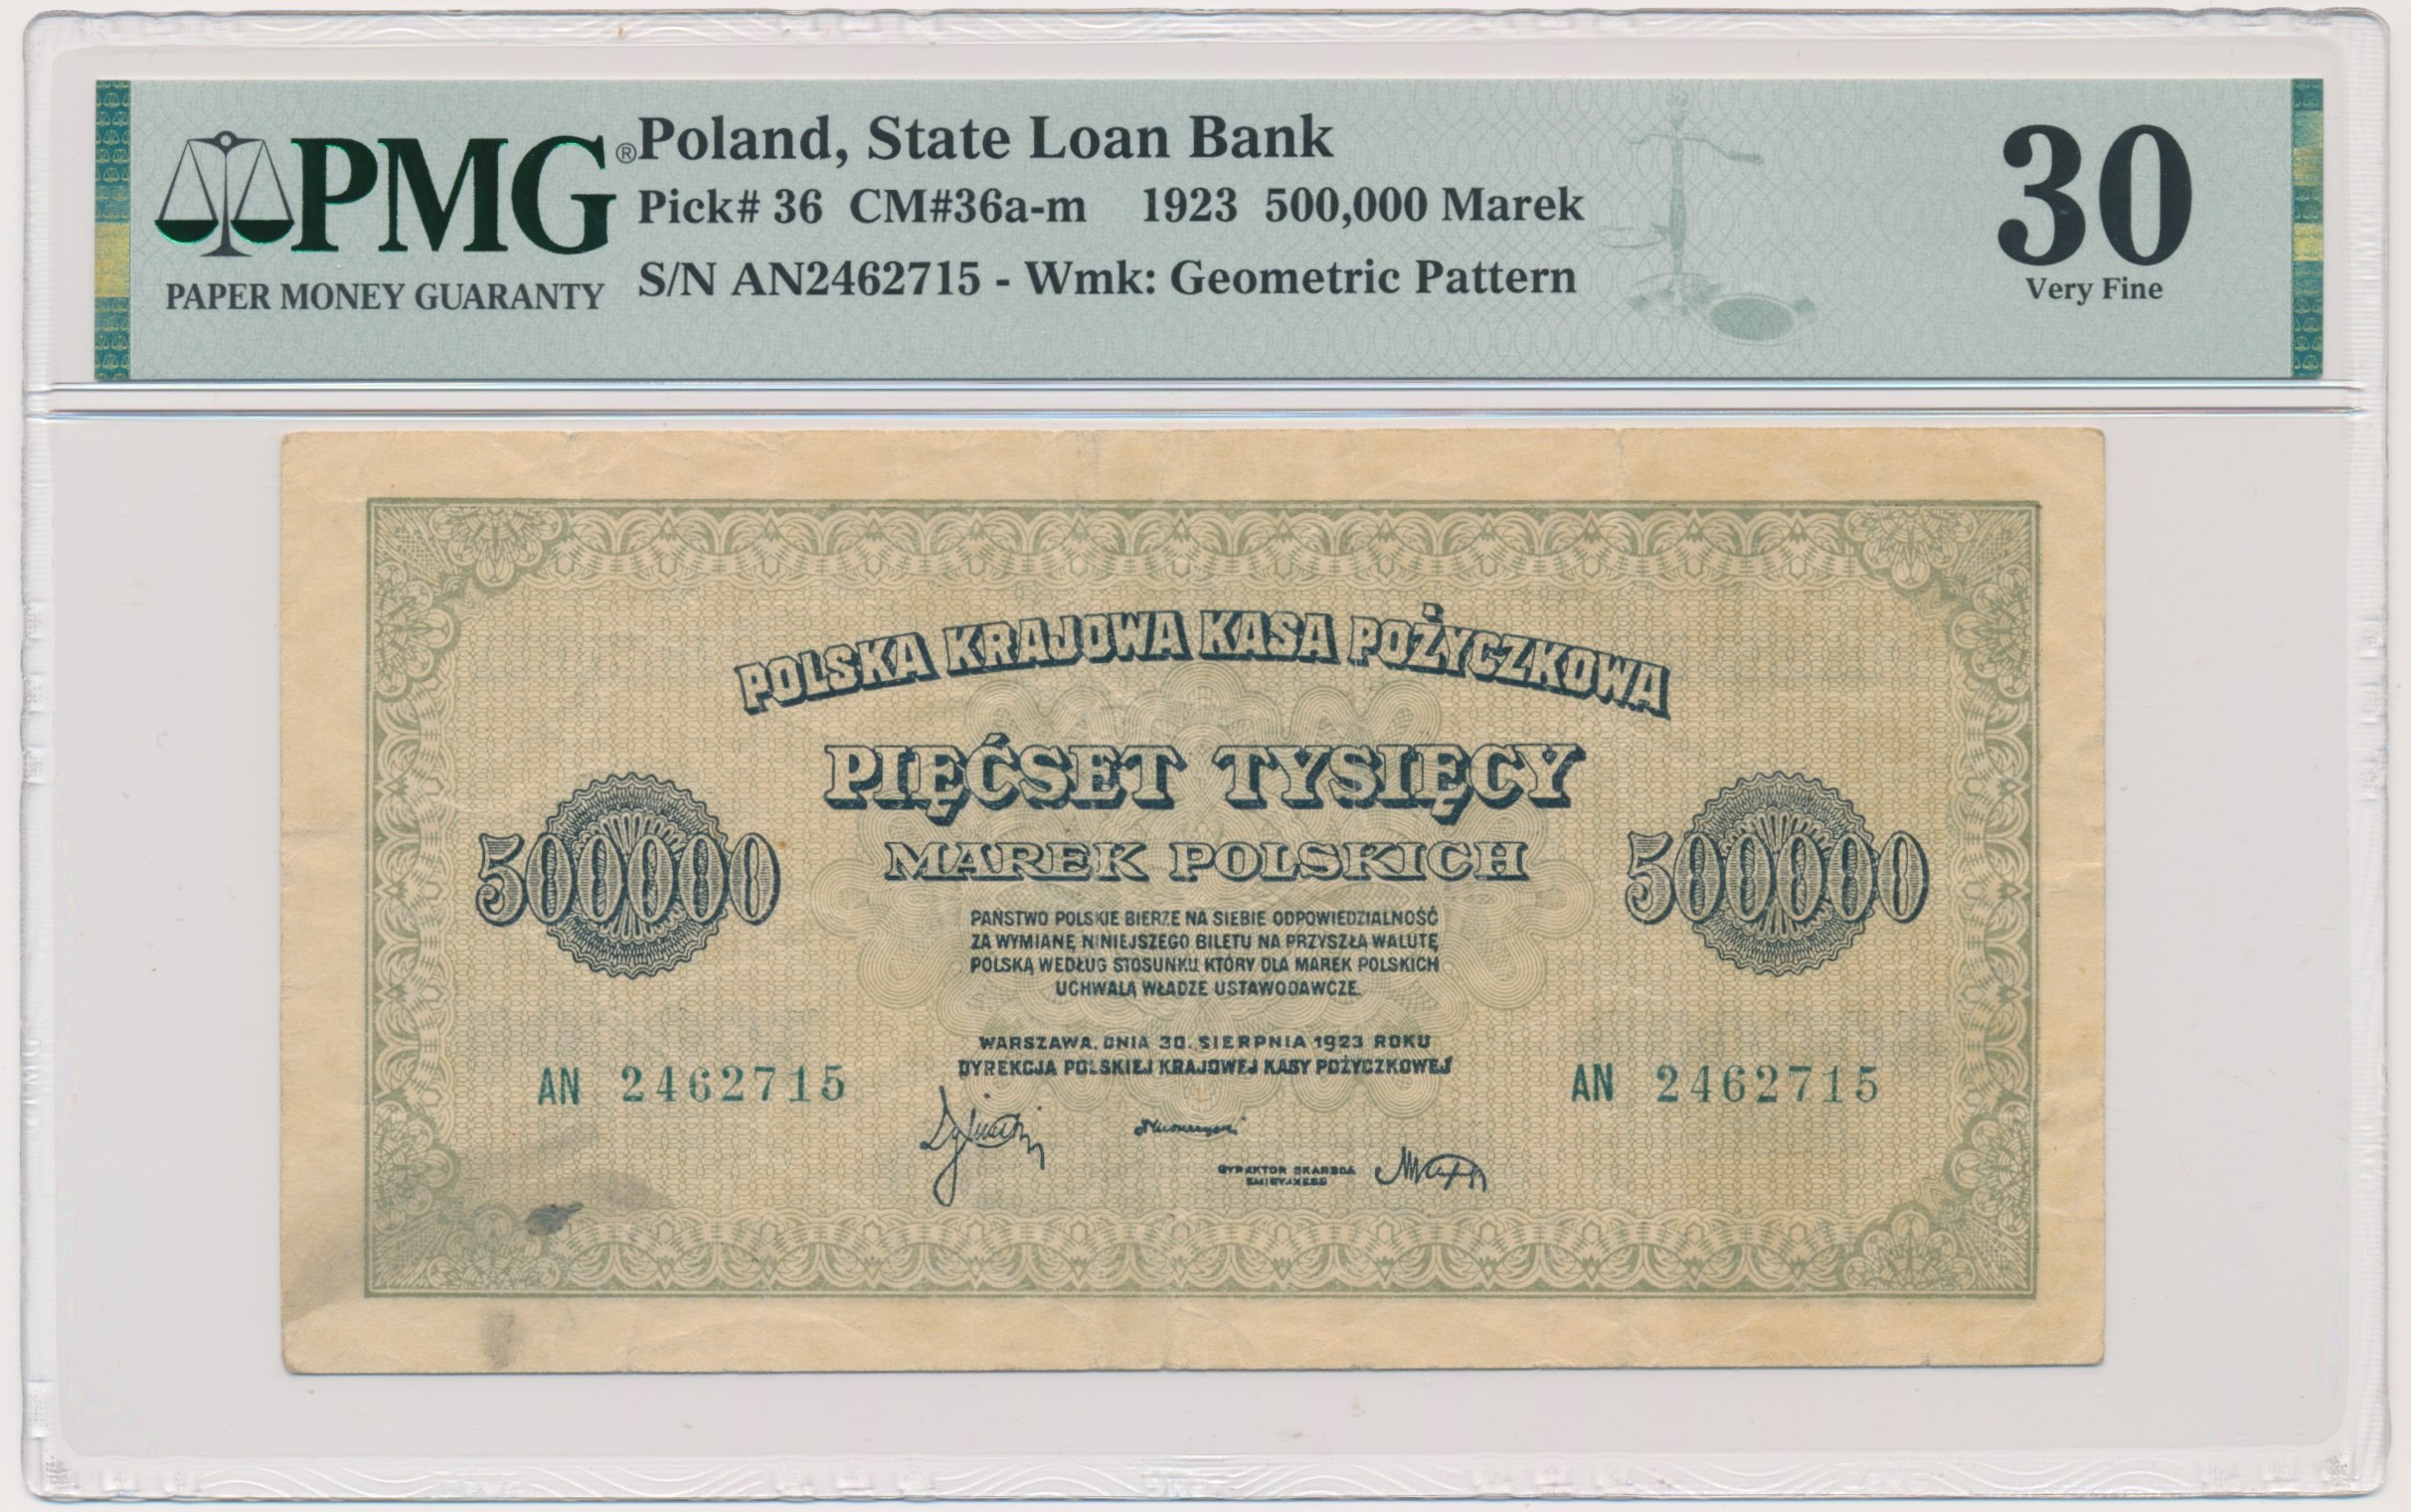 PMG®
PAPER MONEY GUARANTY
Poland, State Loan Bank
Pick# 36 CM#36a-m 1923 500,000 Marek
S/N AN2462715 - Wmk: Geometric Pattern
30
Very Fine
POLSKA KRAJOWA KASA POŻYCZKOWA
PIĘĆSET TYSIĘCY
MAREK POLSKICH
500000
500000
PAŃSTWO POLSKIE BIERZE NA SIEBIE ODPOWIEDZIALNOŚĆ
ZA WYMIANĘ NINIEJSZEGO BILETU NA PRZYSZŁĄ WALUTĘ
POLSKĄ WEDŁUG STOSUNKU, KTÓRY DLA MAREK POLSKICH
UCHWALĄ WŁADZE USTAWODAWCZE.
WARSZAWA, DNIA 30. SIERPNIA 1923 ROKU
DYREKCJA POLSKIEJ KRAJOWEJ KASY POŻYCZKOWEJ
AN 2462715
AN 2462715
DYREKTOR SKARBCA
EMISYJNEGO